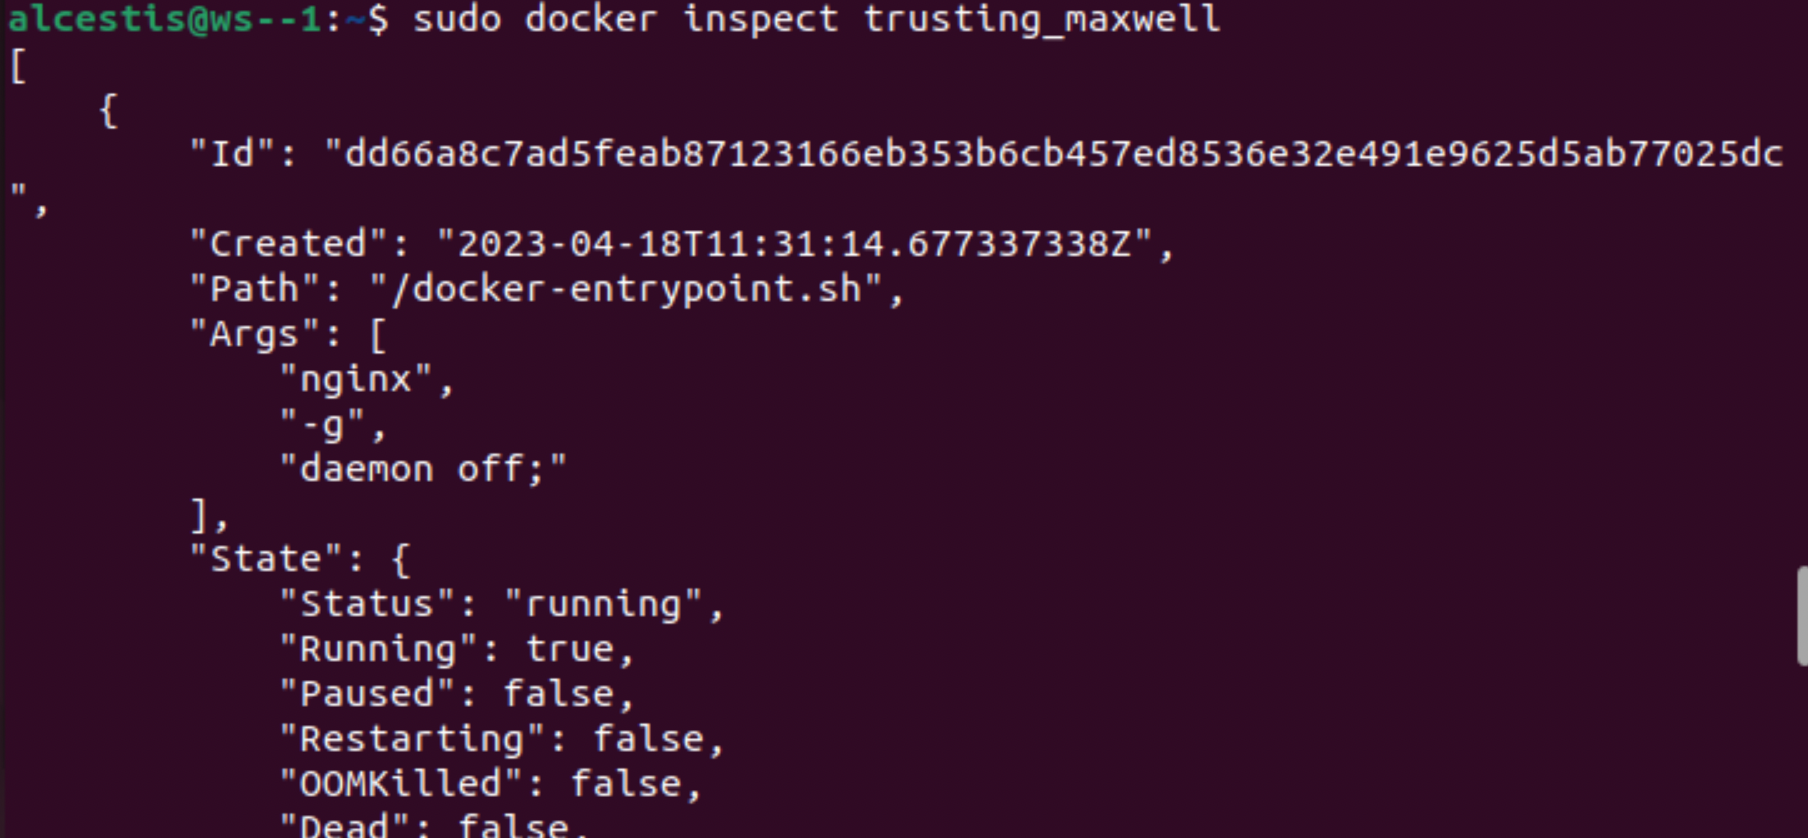 alcestis@ws--1:~$ sudo docker inspect trusting_maxwell
[
    {
        "Id": "dd66a8c7ad5feab87123166eb353b6cb457ed8536e32e491e9625d5ab77025dc
",
        "Created": "2023-04-18T11:31:14.677337338Z",
        "Path": "/docker-entrypoint.sh",
        "Args": [
            "nginx",
            "-g",
            "daemon off;"
        ],
        "State": {
            "Status": "running",
            "Running": true,
            "Paused": false,
            "Restarting": false,
            "OOMKilled": false,
            "Dead": false,